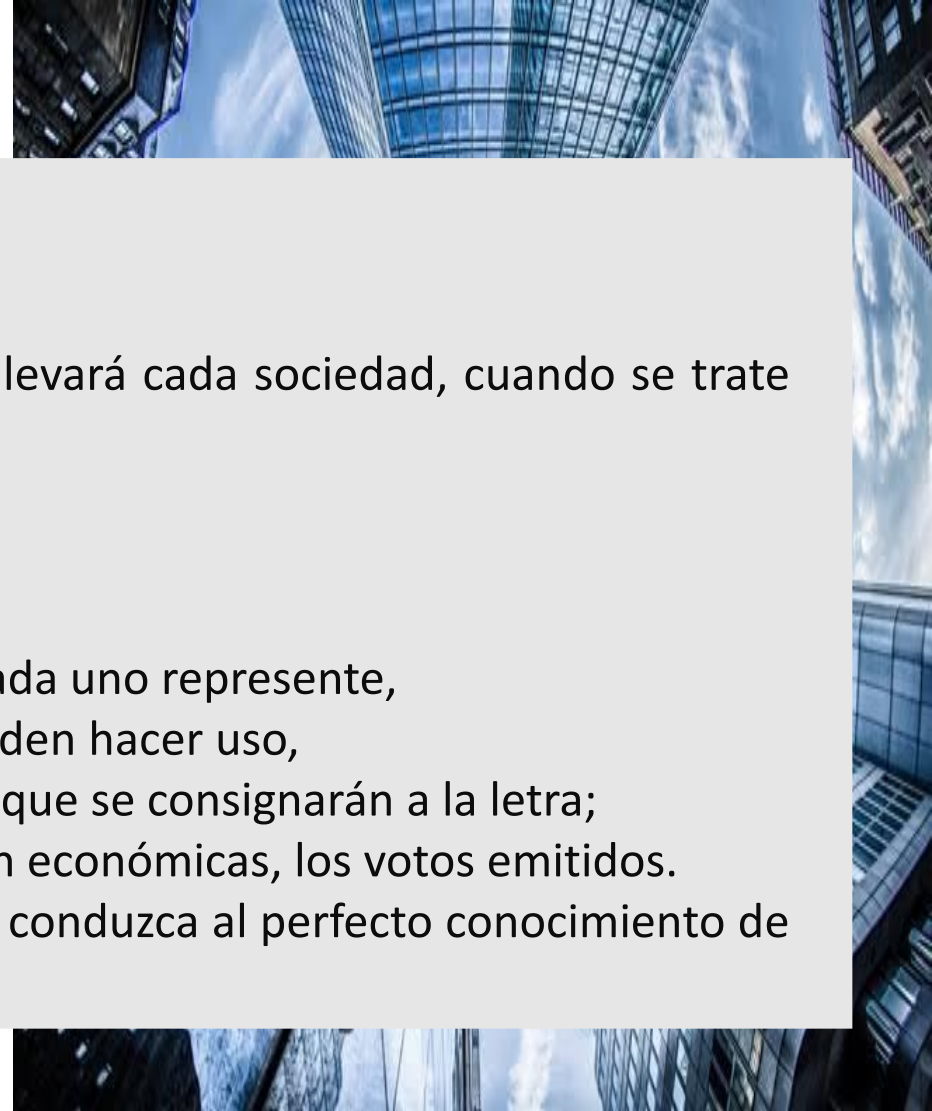 levará cada sociedad, cuando se trate
ada uno represente,
den hacer uso,
que se consignarán a la letra;
n económicas, los votos emitidos.
conduzca al perfecto conocimiento de